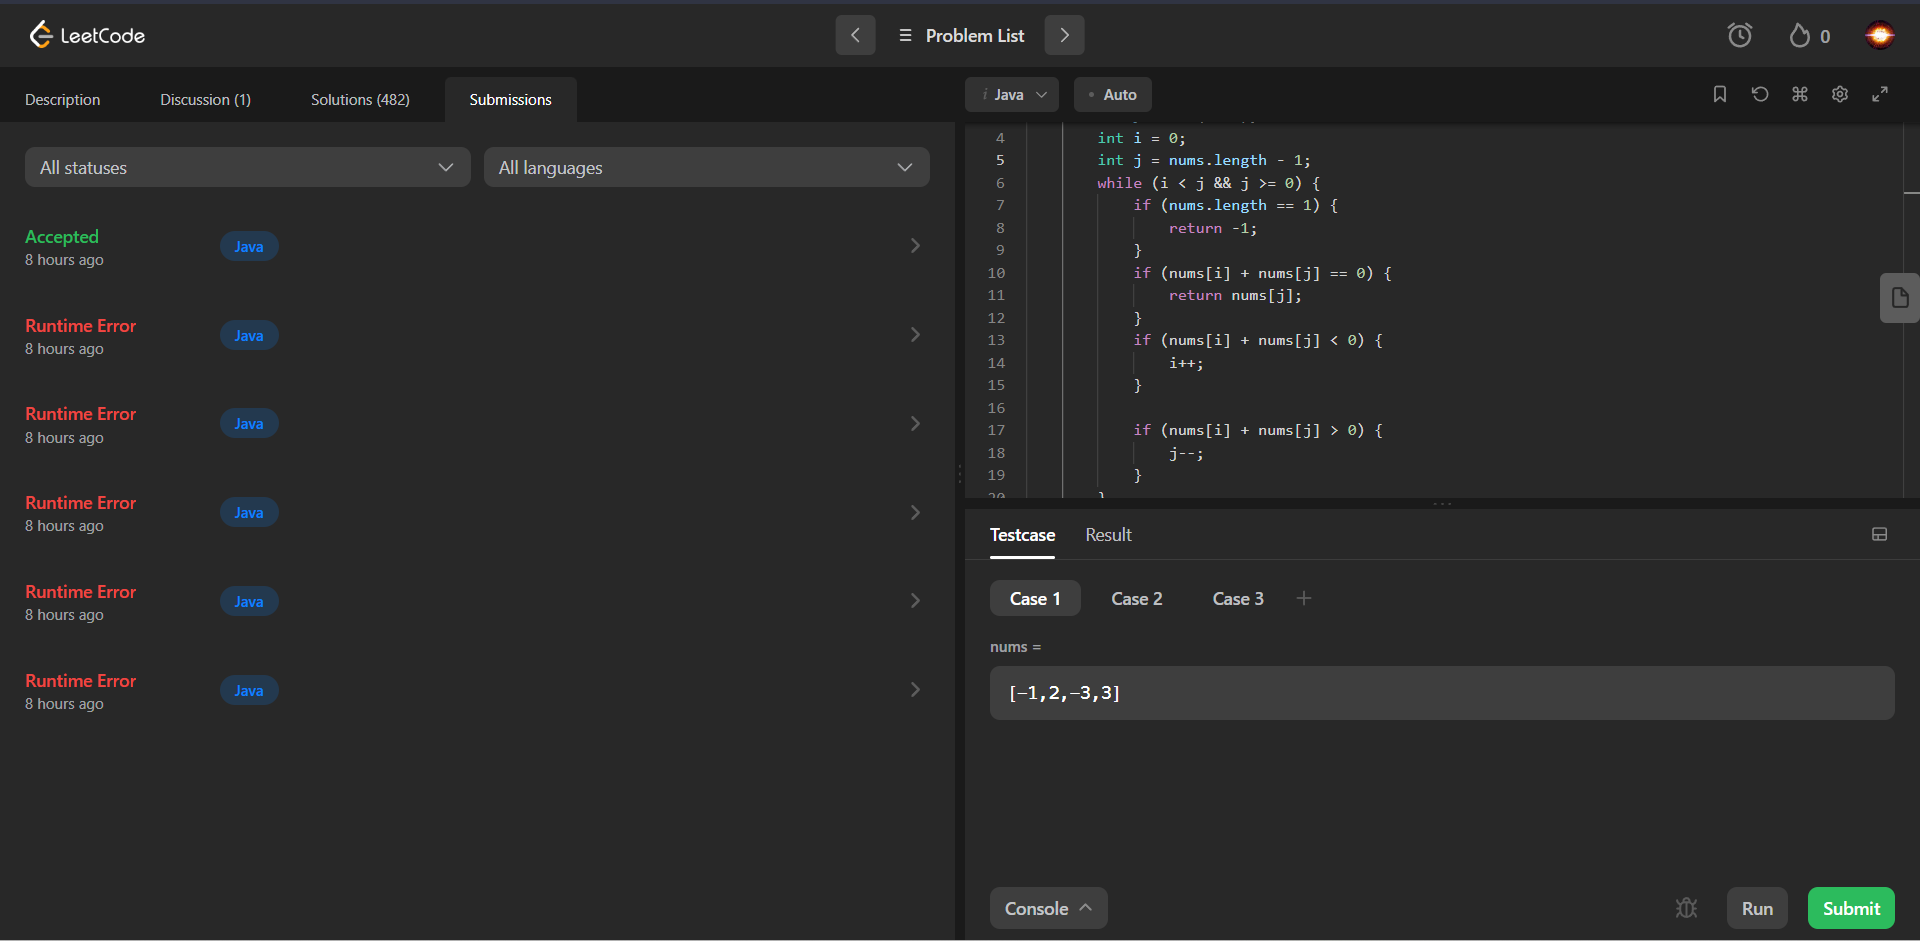 LeetCode
Problem List
0
Description
Discussion (1)
Solutions (482)
Submissions
All statuses
All languages
Accepted
8 hours ago
Java
Runtime Error
8 hours ago
Java
Runtime Error
8 hours ago
Java
Runtime Error
8 hours ago
Java
Runtime Error
8 hours ago
Java
Runtime Error
8 hours ago
Java
i Java
• Auto
4 int i = 0;
5 int j = nums.length - 1;
6 while (i < j && j >= 0) {
7 if (nums.length == 1) {
8 return -1;
9 }
10 if (nums[i] + nums[j] == 0) {
11 return nums[j];
12 }
13 if (nums[i] + nums[j] < 0) {
14 i++;
15 }
16
17 if (nums[i] + nums[j] > 0) {
18 j--;
19 }
20 }
Testcase
Result
Case 1
Case 2
Case 3
nums =
[-1,2,-3,3]
Console
Run
Submit